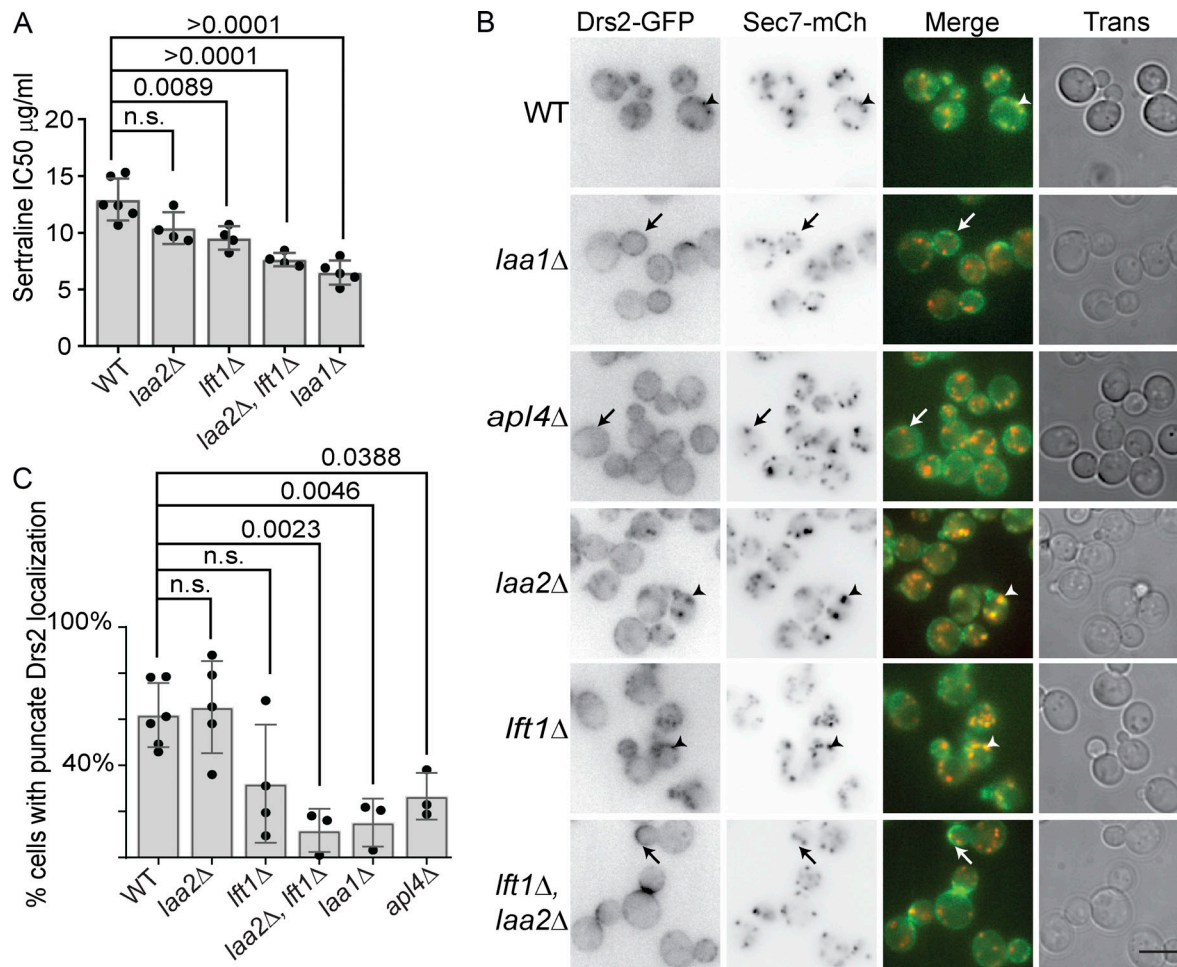 A
>0.0001
>0.0001
0.0089
n.s.
Sertraline IC50 µg/ml
20
15
10
5
0
WT
laa2Δ
lft1Δ
laa2Δ, lft1Δ
laa1Δ
B
Drs2-GFP Sec7-mCh Merge Trans
WT
laa1Δ
apl4Δ
laa2Δ
lft1Δ
lft1Δ,
laa2Δ
C
0.0388
0.0046
0.0023
n.s.
n.s.
% cells with puncate Drs2 localization
100%
40%
WT
laa2Δ
lft1Δ
laa2Δ, lft1Δ
laa1Δ
apl4Δ